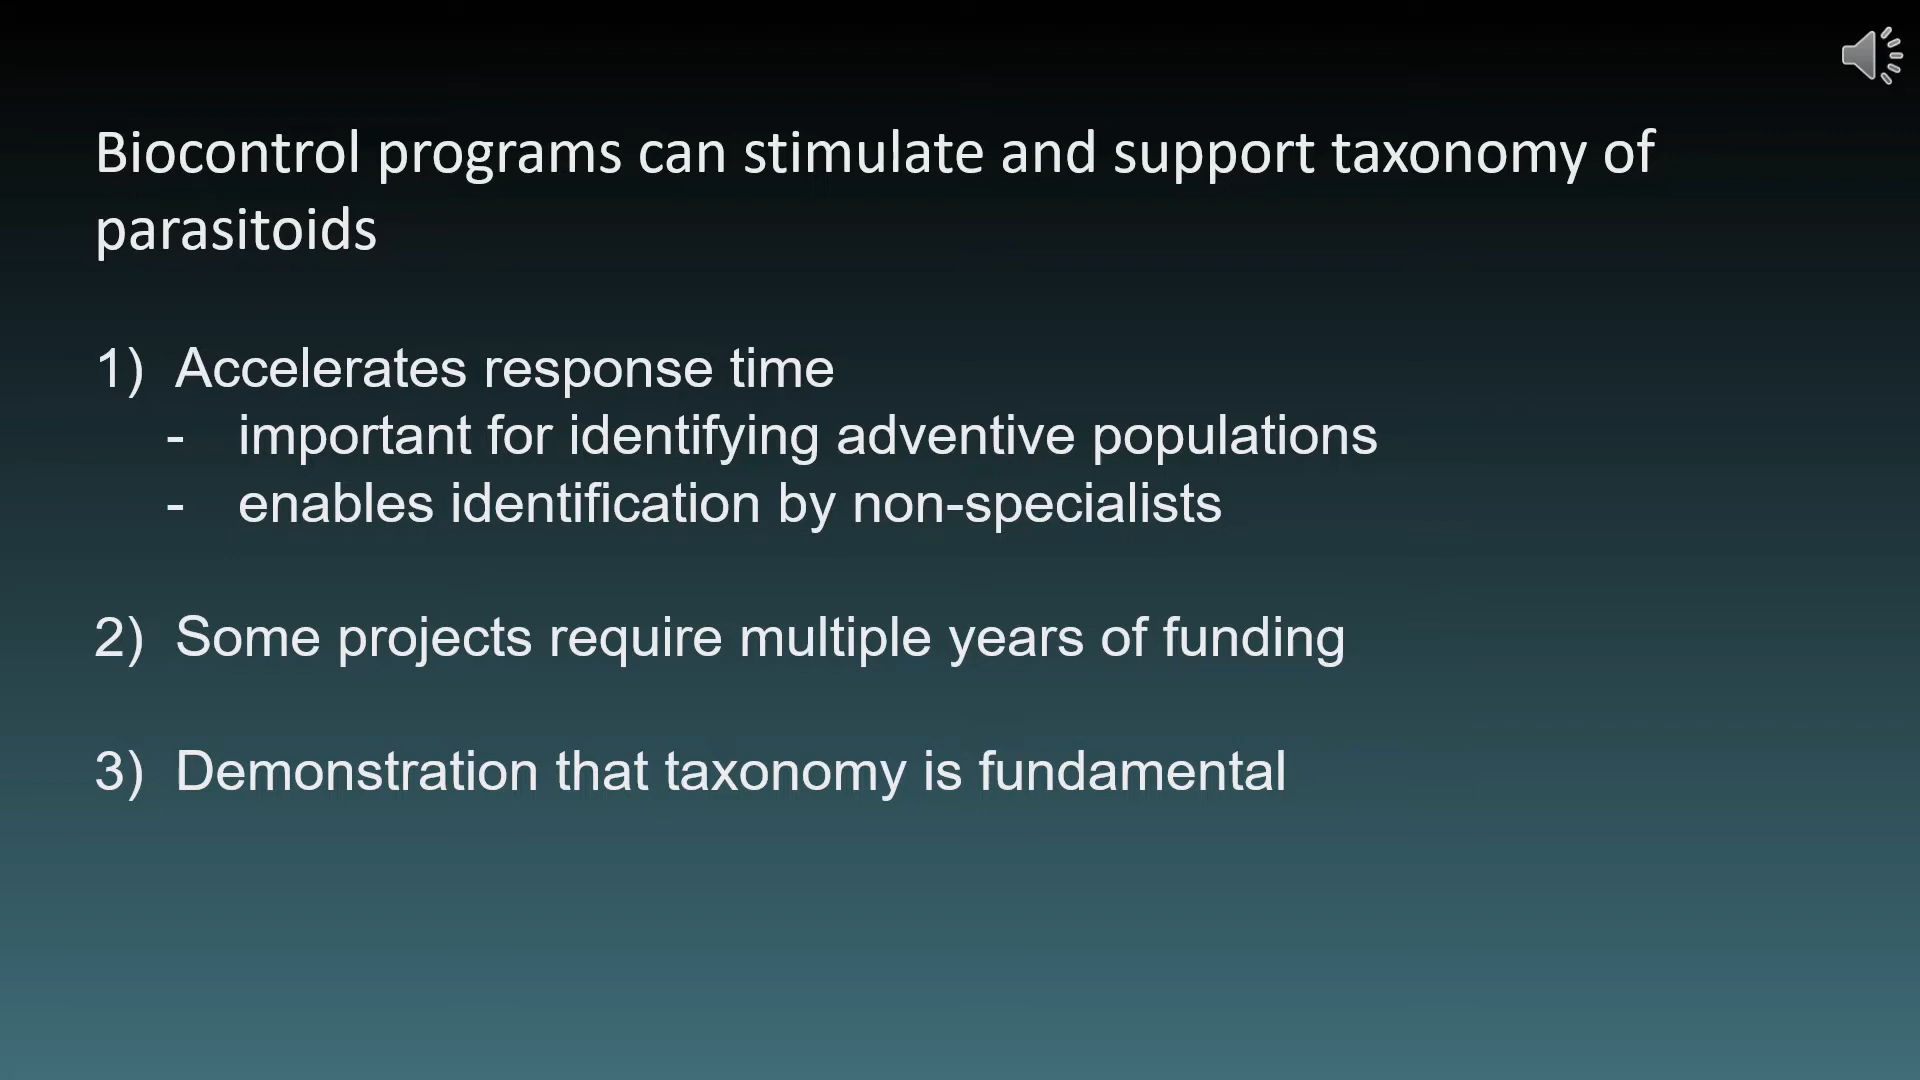 Biocontrol programs can stimulate and support taxonomy of
parasitoids
1) Accelerates response time
- important for identifying adventive populations
- enables identification by non-specialists
2) Some projects require multiple years of funding
3) Demonstration that taxonomy is fundamental